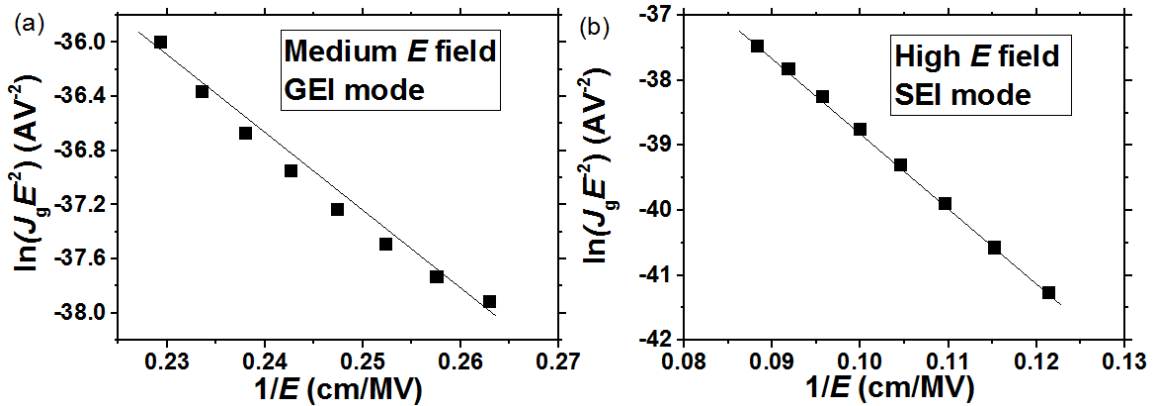 (a)
Medium E field
GEI mode
ln(J_gE^-2) (AV^-2)
-36.0
-36.4
-36.8
-37.2
-37.6
-38.0
0.23 0.24 0.25 0.26 0.27
1/E (cm/MV)
(b)
High E field
SEI mode
ln(J_gE^-2) (AV^-2)
-37
-38
-39
-40
-41
-42
0.08 0.09 0.10 0.11 0.12 0.13
1/E (cm/MV)